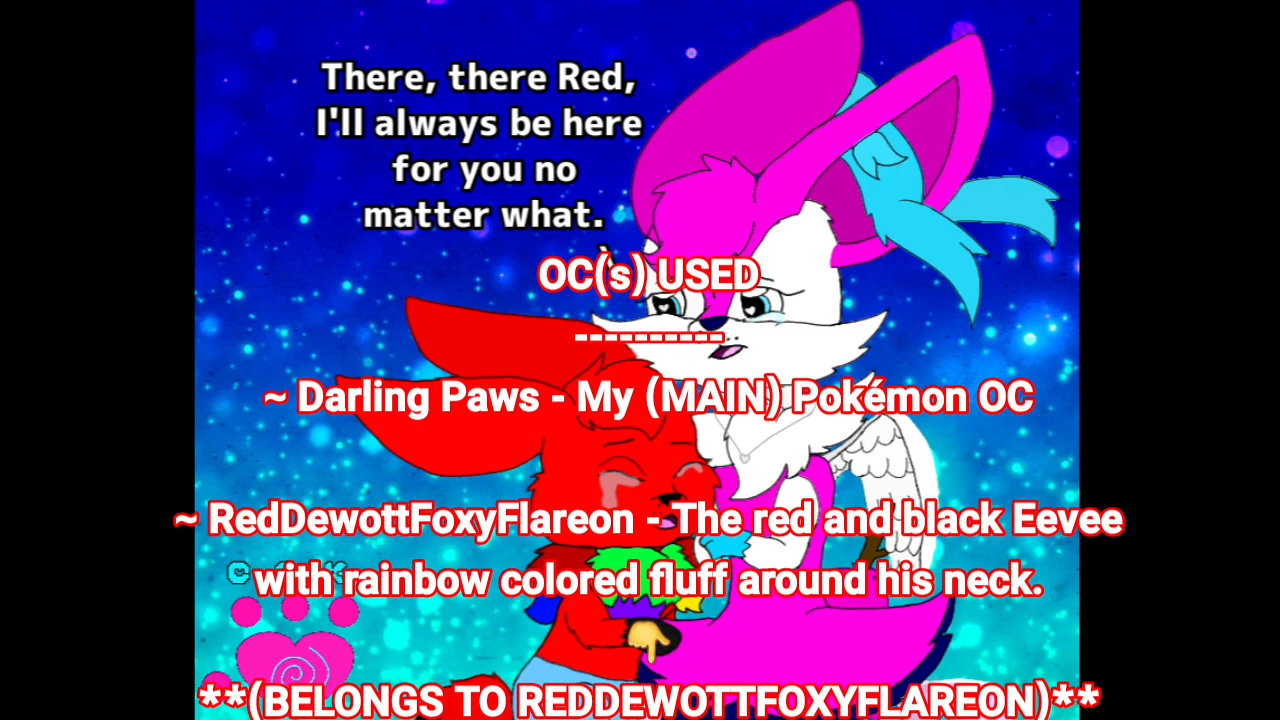 There, there Red,
I'll always be here
for you no
matter what.
OC(s) USED
----------
~ Darling Paws - My (MAIN) Pokémon OC
~ RedDewottFoxyFlareon - The red and black Eevee
with rainbow colored fluff around his neck.
**(BELONGS TO REDDEWOTTFOXYFLAREON)**